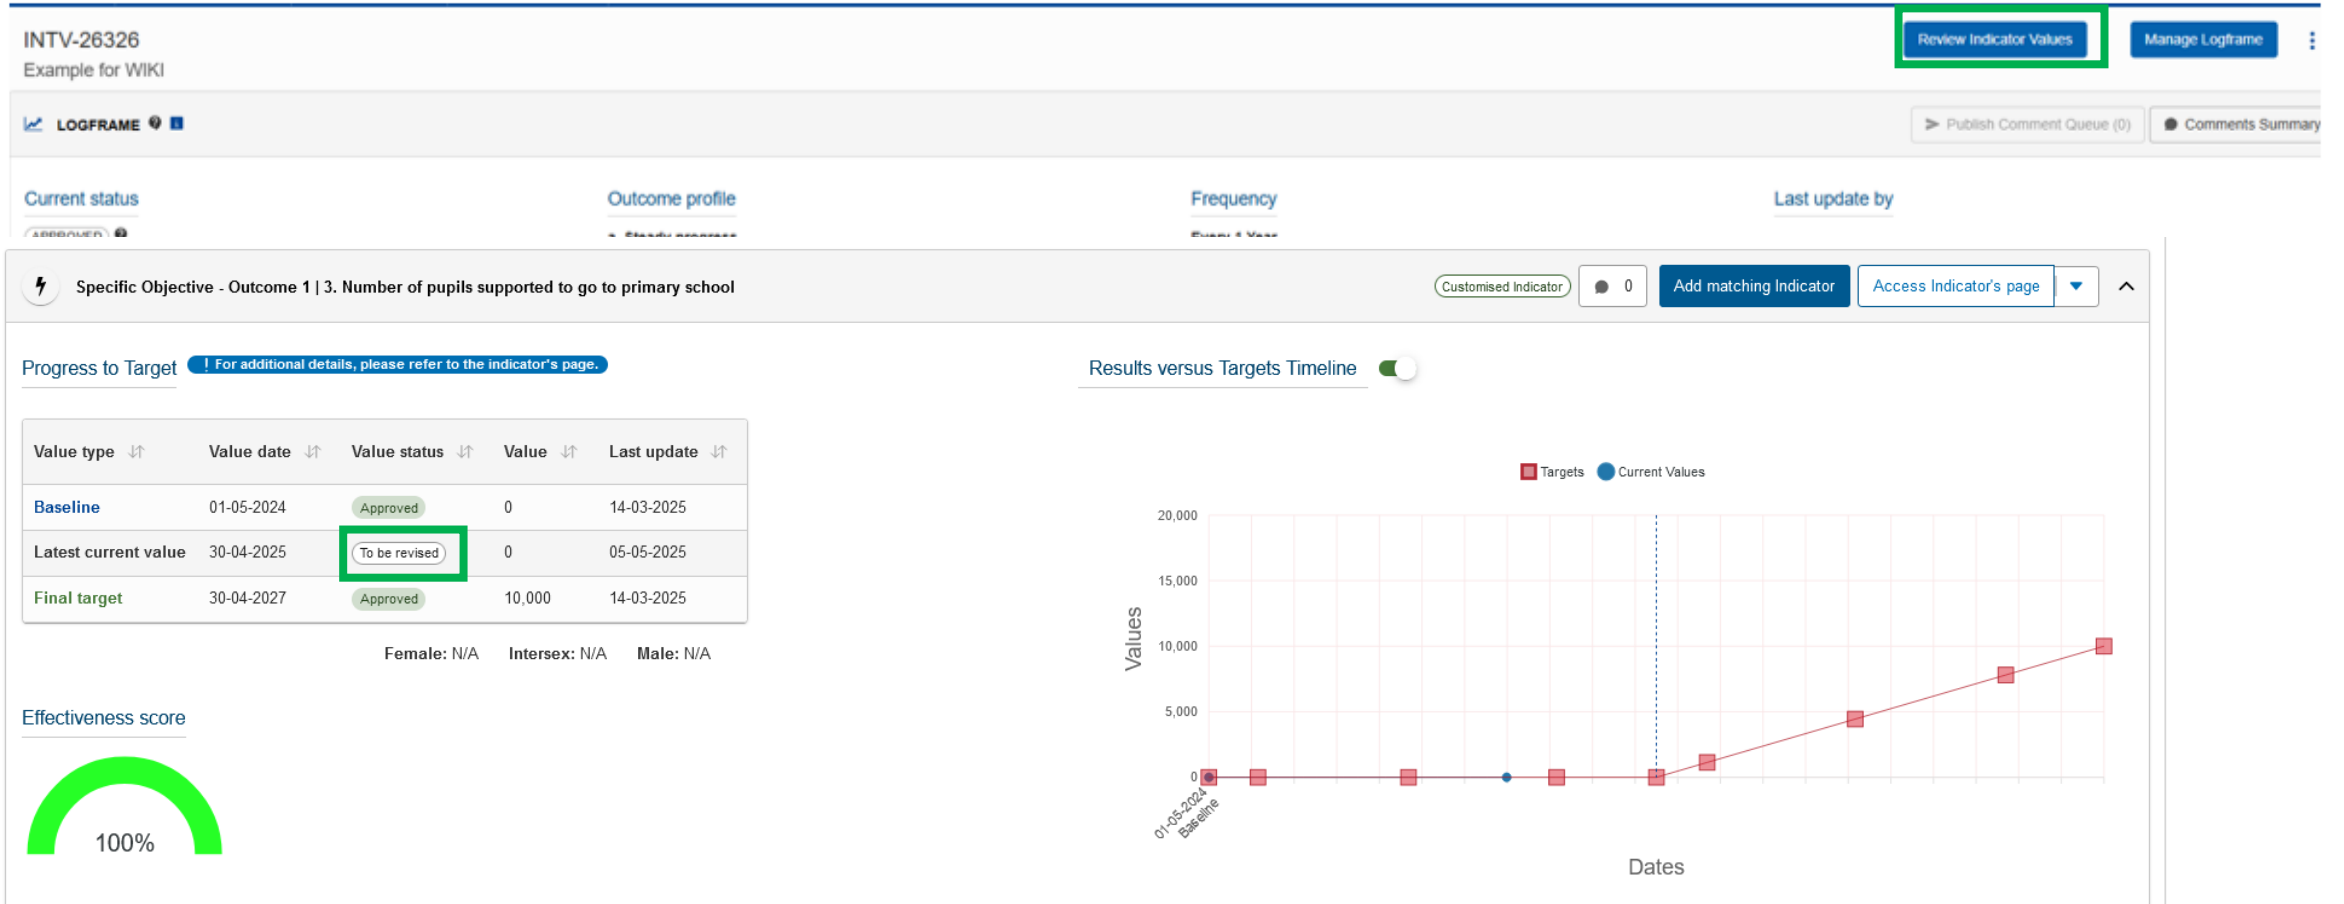 INTV-26326
Review Indicator Values
Manage Logframe
Example for WIKI
LOGFRAME
Publish Comment Queue (0)
Comments Summary
Current status
Outcome profile
Frequency
Last update by
APPROVED
Steady progress
Every 1 Year
Specific Objective - Outcome 1 | 3. Number of pupils supported to go to primary school
Customised Indicator
0
Add matching Indicator
Access Indicator's page
Progress to Target
! For additional details, please refer to the indicator's page.
Results versus Targets Timeline
Value type Value date Value status Value Last update
Baseline 01-05-2024 Approved 0 14-03-2025
Latest current value 30-04-2025 To be revised 0 05-05-2025
Final target 30-04-2027 Approved 10,000 14-03-2025
Female: N/A Intersex: N/A Male: N/A
Effectiveness score
100%
Targets Current Values
20,000
15,000
10,000
5,000
0
Values
01-05-2024
Baseline
Dates